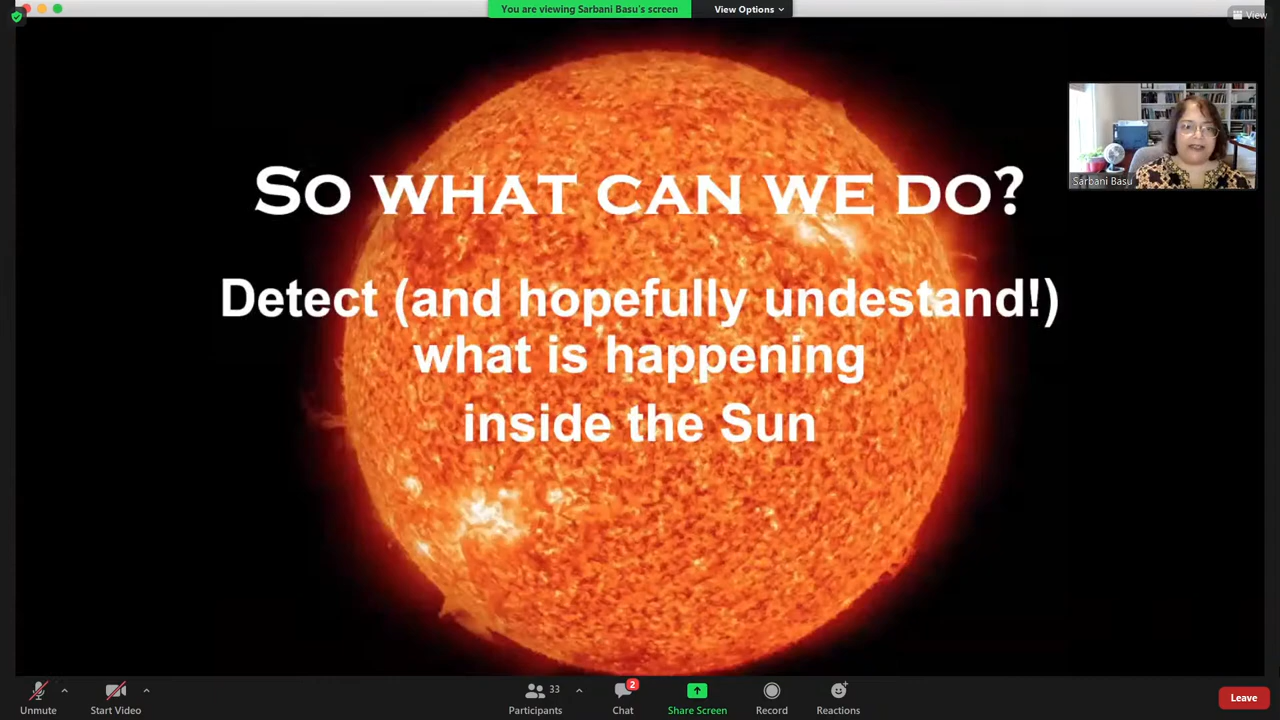 You are viewing Sarbani Basu's screen
View Options
View
SO WHAT CAN WE DO?
Detect (and hopefully undestand!)
what is happening
inside the Sun
Sarbani Basu
Unmute
Start Video
33
Participants
2
Chat
Share Screen
Record
Reactions
Leave